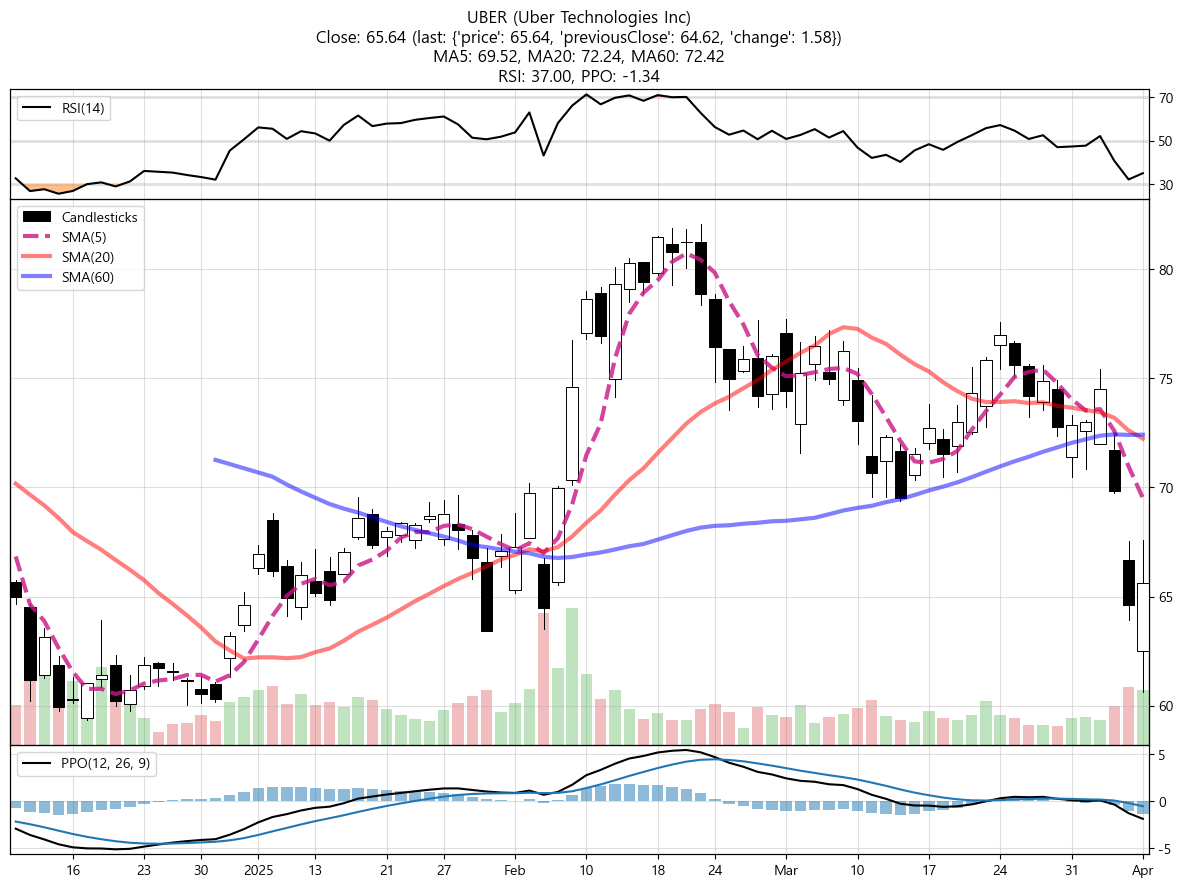 UBER (Uber Technologies Inc)
Close: 65.64 (last: {'price': 65.64, 'previousClose': 64.62, 'change': 1.58})
MA5: 69.52, MA20: 72.24, MA60: 72.42
RSI: 37.00, PPO: -1.34
RSI(14)
70
50
30
Candlesticks
SMA(5)
SMA(20)
SMA(60)
80
75
70
65
60
PPO(12, 26, 9)
5
0
-5
16 23 30 2025 13 21 27 Feb 10 18 24 Mar 10 17 24 31 Apr